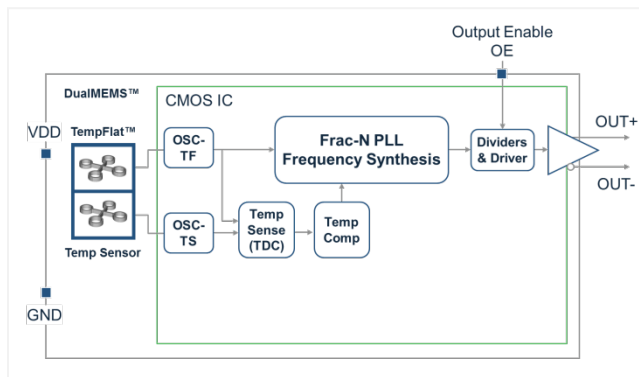 Output Enable
OE
DualMEMS™
CMOS IC
TempFlat™
VDD
OSC-
TF
Frac-N PLL
Frequency Synthesis
Dividers
& Driver
OUT+
OUT-
OSC-
TS
Temp
Sense
(TDC)
Temp
Comp
Temp Sensor
GND